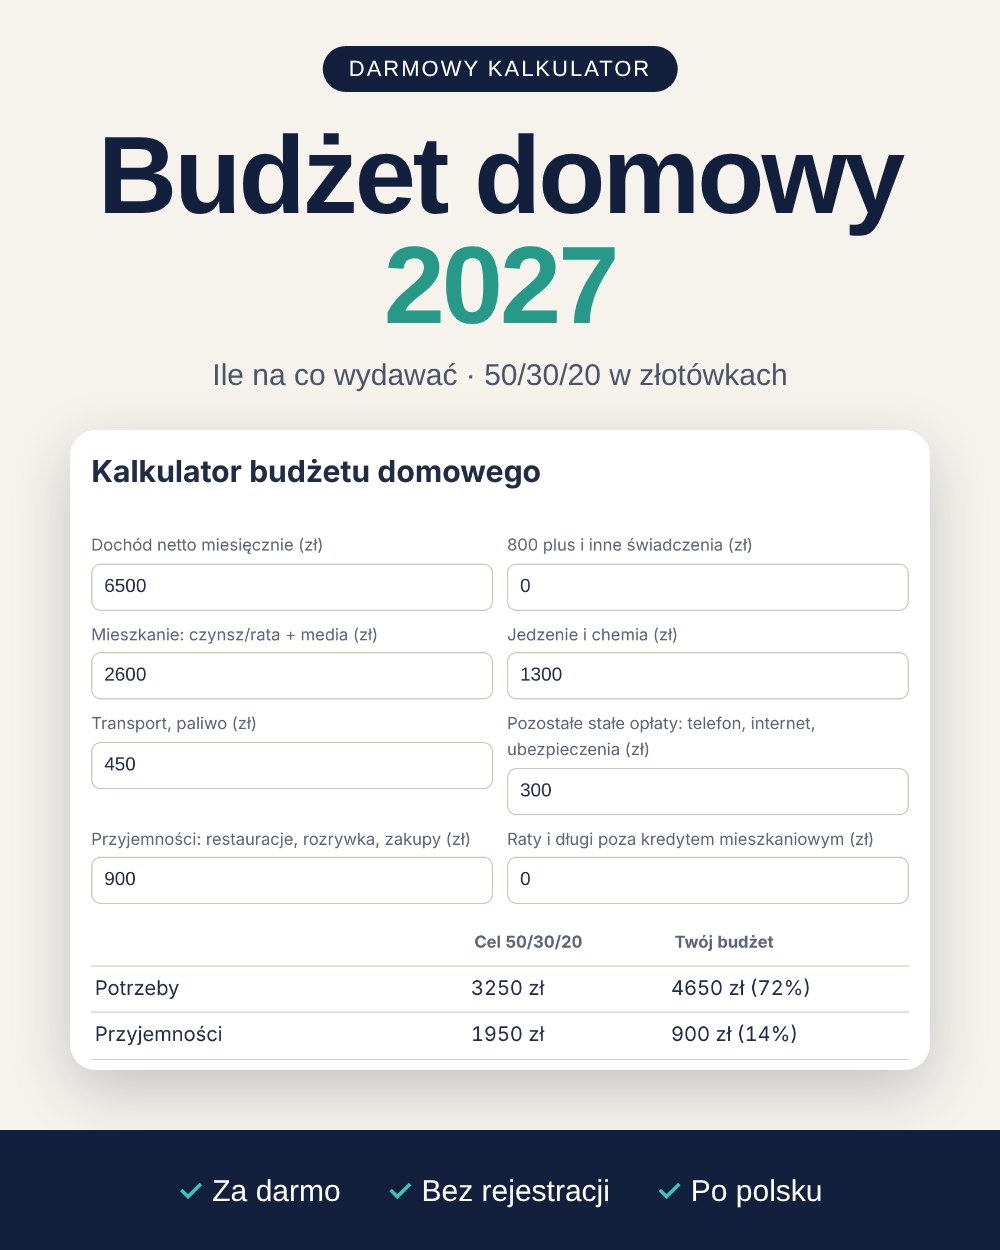 DARMOWY KALKULATOR
Budżet domowy
2027
Ile na co wydawać · 50/30/20 w złotówkach
Kalkulator budżetu domowego
Dochód netto miesięcznie (zł)
800 plus i inne świadczenia (zł)
6500
0
Mieszkanie: czynsz/rata + media (zł)
Jedzenie i chemia (zł)
2600
1300
Transport, paliwo (zł)
Pozostałe stałe opłaty: telefon, internet,
ubezpieczenia (zł)
450
300
Przyjemności: restauracje, rozrywka, zakupy (zł)
Raty i długi poza kredytem mieszkaniowym (zł)
900
0
Cel 50/30/20 Twój budżet
Potrzeby 3250 zł 4650 zł (72%)
Przyjemności 1950 zł 900 zł (14%)
✓ Za darmo ✓ Bez rejestracji ✓ Po polsku